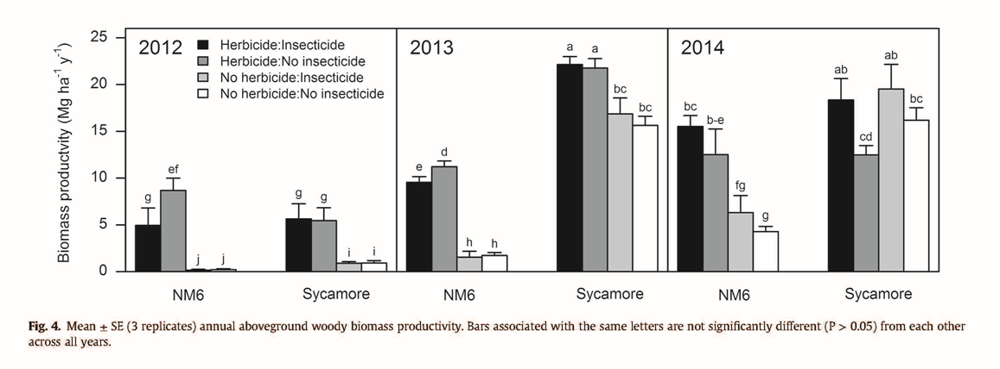 25
20
15
10
5
0
Biomass productvity (Mg ha⁻¹ y⁻¹)
2012
Herbicide:Insecticide
Herbicide:No insecticide
No herbicide:Insecticide
No herbicide:No insecticide
g
ef
j
j
g
g
i
i
2013
e
d
h
h
a
a
bc
bc
2014
bc
b-e
fg
g
ab
cd
ab
bc
NM6
Sycamore
NM6
Sycamore
NM6
Sycamore
Fig. 4. Mean ± SE (3 replicates) annual aboveground woody biomass productivity. Bars associated with the same letters are not significantly different (P > 0.05) from each other
across all years.